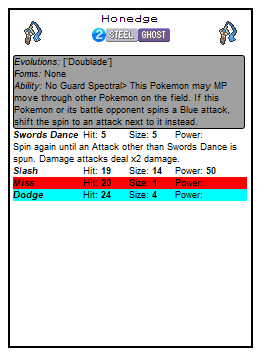 Honedge
2 STEEL GHOST
Evolutions: ['Doublade']
Forms: None
Ability: No Guard Spectral> This Pokemon may MP
move through other Pokemon on the field. If this
Pokemon or its battle opponent spins a Blue attack,
shift the spin to an attack next to it instead.
Swords Dance Hit: 5 Size: 5 Power:
Spin again until an Attack other than Swords Dance is
spun. Damage attacks deal x2 damage.
Slash Hit: 19 Size: 14 Power: 50
Miss Hit: 20 Size: 1 Power:
Dodge Hit: 24 Size: 4 Power: